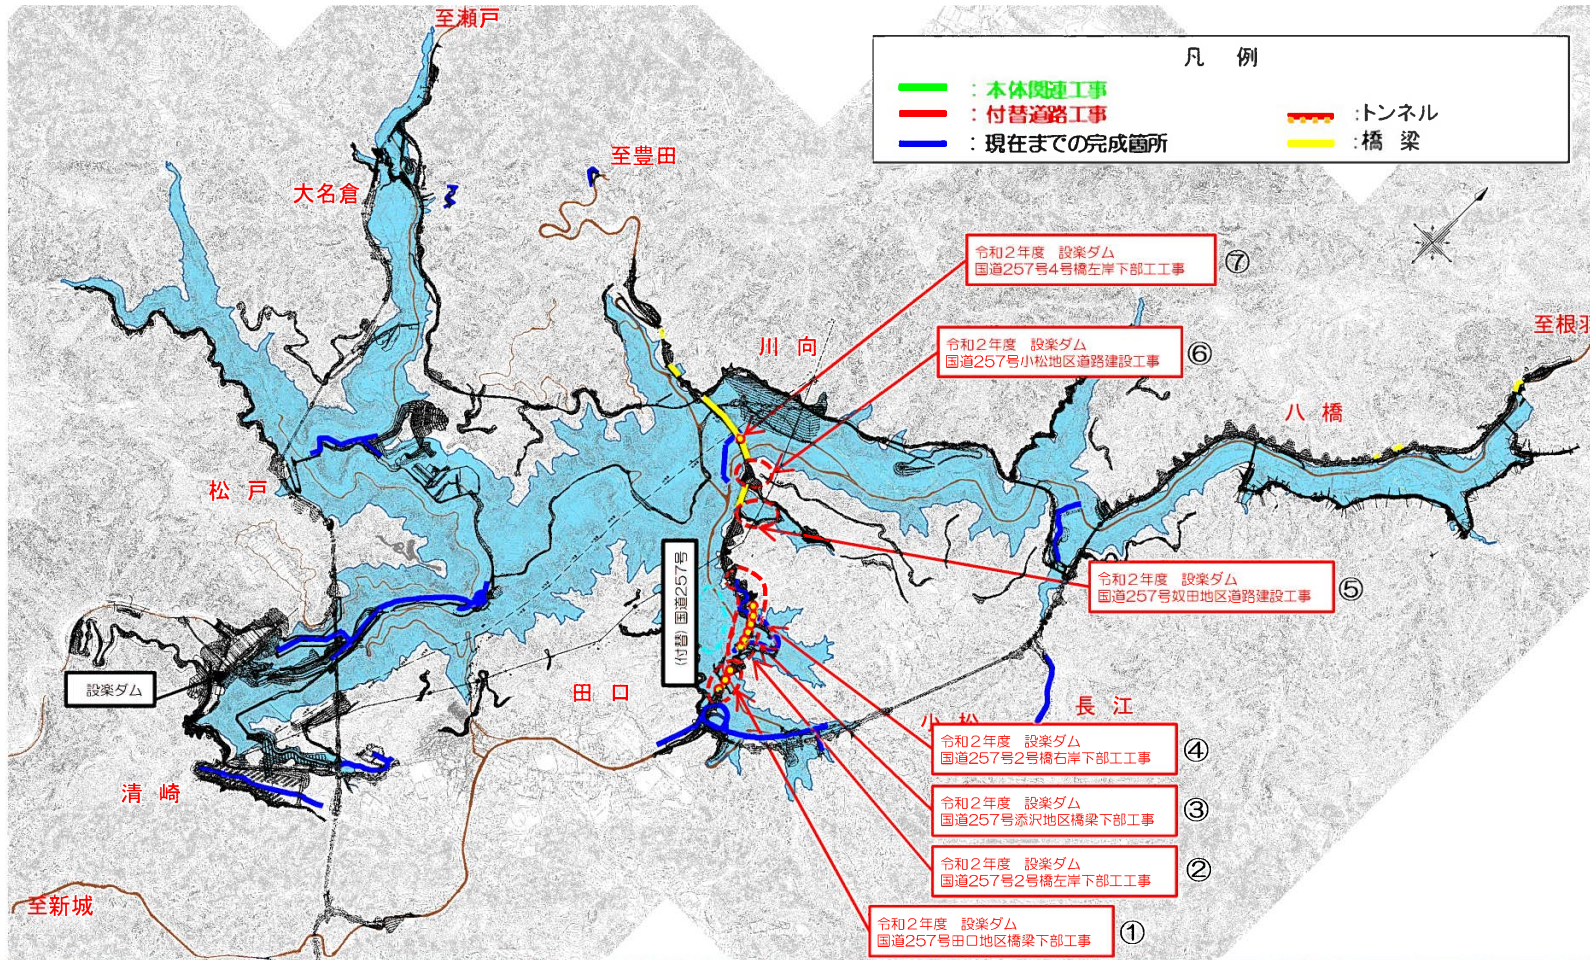 至瀬戸
凡 例
：本体関連工事
：付替道路工事
：現在までの完成箇所
：トンネル
：橋 梁
至豊田
大名倉
令和２年度 設楽ダム
国道257号4号橋左岸下部工工事
⑦
令和２年度 設楽ダム
国道257号小松地区道路建設工事
⑥
川 向
至根羽
八 橋
松 戸
（付替）国道257号
令和２年度 設楽ダム
国道257号奴田地区道路建設工事
⑤
設楽ダム
田 口
小 松
長 江
令和２年度 設楽ダム
国道257号2号橋右岸下部工工事
④
清 崎
令和２年度 設楽ダム
国道257号添沢地区橋梁下部工事
③
令和２年度 設楽ダム
国道257号2号橋左岸下部工工事
②
至新城
令和２年度 設楽ダム
国道257号田口地区橋梁下部工事
①